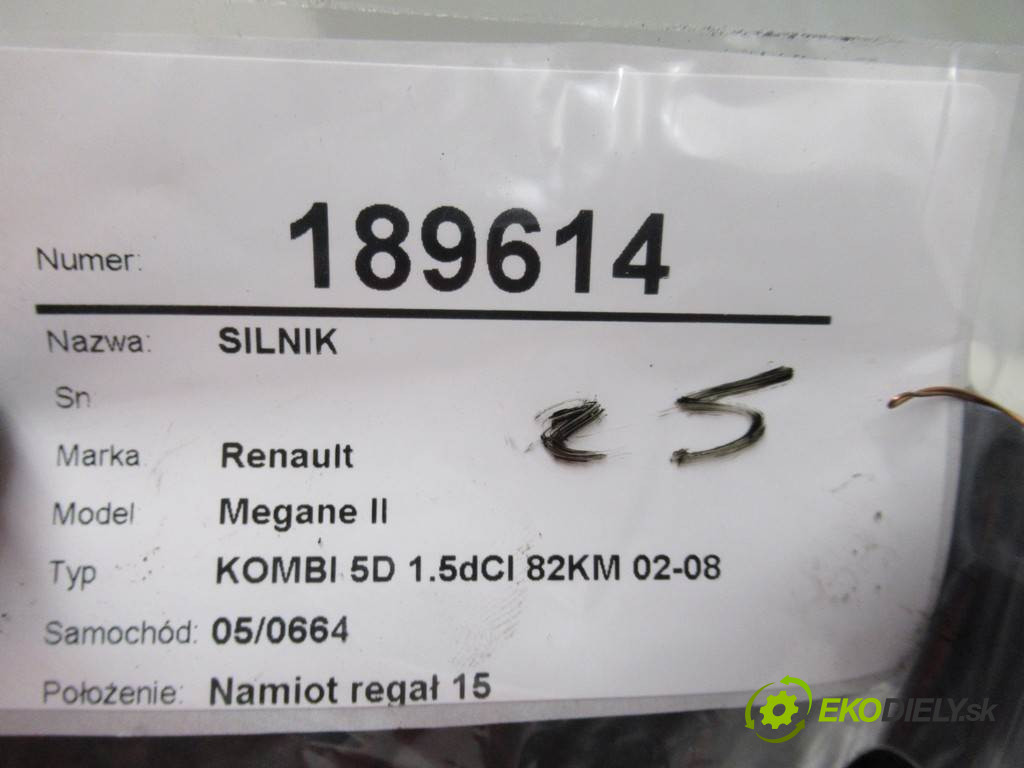 Numer: 189614
Nazwa: SILNIK
Sn
25
Marka Renault
Model Megane II
Typ KOMBI 5D 1.5dCI 82KM 02-08
Samochód: 05/0664
Położenie: Namiot regał 15
EKODIELY.sk